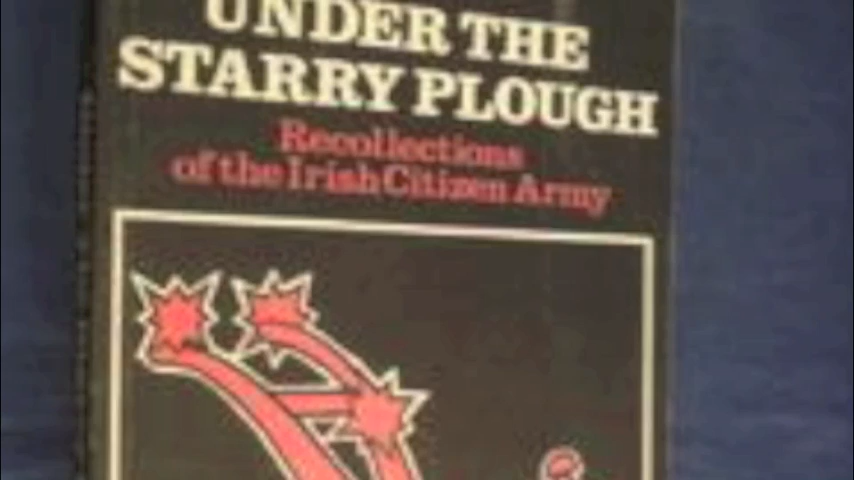 UNDER THE
STARRY PLOUGH
Recollections
of the Irish Citizen Army